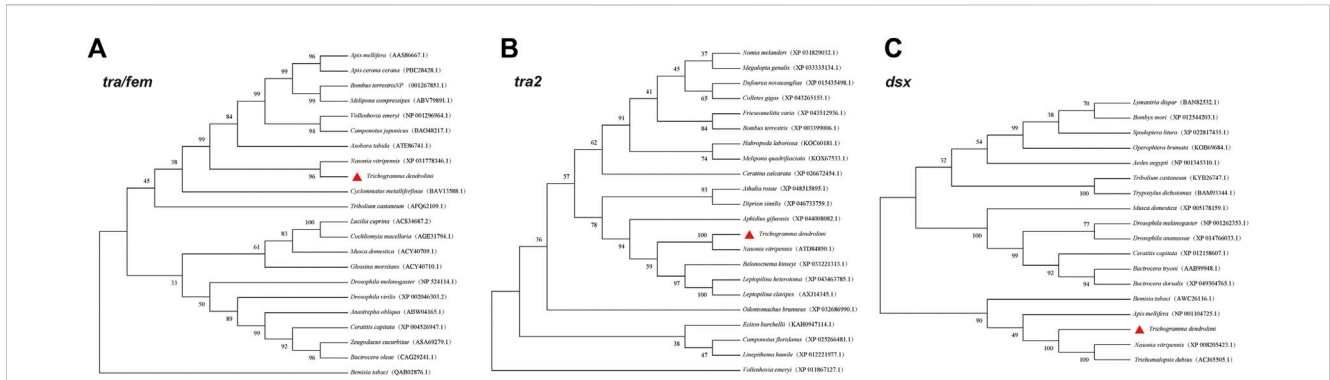 A
tra/fem
Apis mellifera (AAS86667.1)
Apis cerana cerana (PBC28428.1)
Bombus terrestrisNP (001267853.1)
Melipona compressipes (ABV79891.1)
Vollenhovia emeryi (NP 001296964.1)
Camponotus japonicus (BAO48217.1)
Asobara tabida (ATE86741.1)
Nasonia vitripennis (XP 031778346.1)
Trichogramma dendrolimi
Cyclommatus metalliferfinae (BAV13588.1)
Tribolium castaneum (AFQ62109.1)
Lucilia cuprina (ACS34687.2)
Cochliomyia macellaria (AGE31794.1)
Musca domestica (ACY40709.1)
Glossina morsitans (ACY40710.1)
Drosophila melanogaster (NP 524114.1)
Drosophila virilis (XP 002046303.2)
Anastrepha obliqua (ABW04165.1)
Ceratitis capitata (XP 004526947.1)
Zeugodacus cucurbitae (ASA69279.1)
Bactrocera oleae (CAG29241.1)
Bemisia tabaci (QAB02876.1)
96
99
99
99
84
94
99
38
96
45
100
83
61
33
50
89
99
92
96
B
tra2
Nomia melanderi (XP 031829032.1)
Megalopta genalis (XP 033335134.1)
Dufourea novaeangliae (XP 015435498.1)
Colletes gigas (XP 043265153.1)
Frieseomelitta varia (XP 043512936.1)
Bombus terrestris (XP 003399006.1)
Habropoda laboriosa (KOC60181.1)
Melipona quadrifasciata (KOX67533.1)
Ceratina calcarata (XP 026672454.1)
Athalia rosae (XP 048515895.1)
Diprion similis (XP 046733759.1)
Aphidius gifuensis (XP 044008082.1)
Trichogramma dendrolimi
Nasonia vitripennis (ATD84850.1)
Belonocnema kinseyi (XP 033221313.1)
Leptopilina heterotoma (XP 043463785.1)
Leptopilina clavipes (AXJ14345.1)
Odontomachus brunneus (XP 032686990.1)
Eciton burchellii (KAH0947114.1)
Camponotus floridanus (XP 025266481.1)
Linepithema humile (XP 012221977.1)
Vollenhovia emeryi (XP 011867127.1)
37
45
41
65
91
84
62
74
57
93
78
94
100
59
97
100
36
38
47
C
dsx
Lymantria dispar (BAN82532.1)
Bombyx mori (XP 012544203.1)
Spodoptera litura (XP 022817435.1)
Operophtera brumata (KOB69684.1)
Aedes aegypti (NP 001345310.1)
Tribolium castaneum (KYB26747.1)
Trypoxylus dichotomus (BAM93344.1)
Musca domestica (XP 005178159.1)
Drosophila melanogaster (NP 001262353.1)
Drosophila ananassae (XP 014766033.1)
Ceratitis capitata (XP 012158607.1)
Bactrocera tryoni (AAB99948.1)
Bactrocera dorsalis (XP 049304765.1)
Bemisia tabaci (AWC26116.1)
Apis mellifera (NP 001104725.1)
Trichogramma dendrolimi
Nasonia vitripennis (XP 008205423.1)
Trichomalopsis dubius (ACJ65505.1)
70
38
99
54
32
100
77
100
99
92
94
90
49
100
100